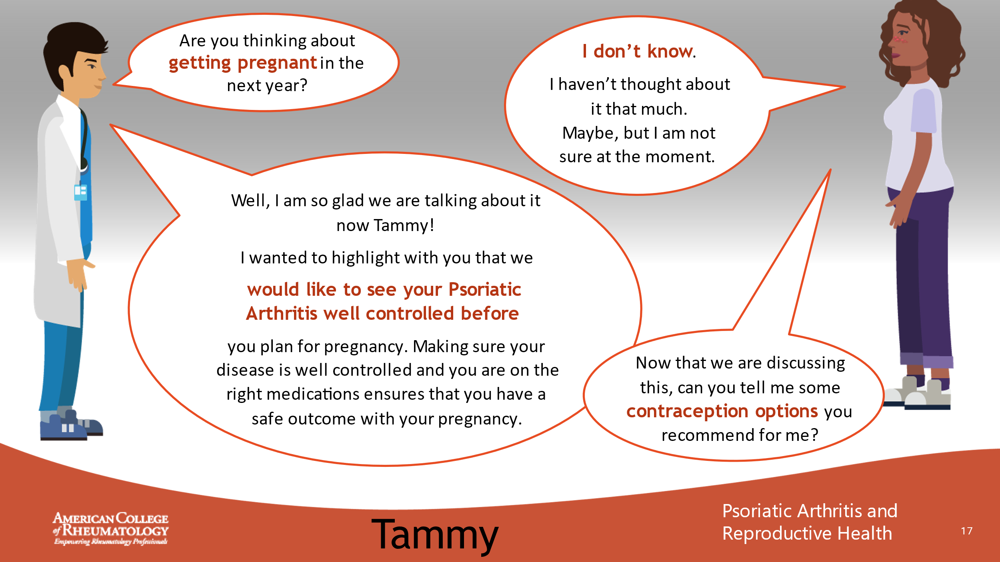 Are you thinking about
getting pregnant in the
next year?
I don’t know.
I haven’t thought about
it that much.
Maybe, but I am not
sure at the moment.
Well, I am so glad we are talking about it
now Tammy!
I wanted to highlight with you that we
would like to see your Psoriatic
Arthritis well controlled before
you plan for pregnancy. Making sure your
disease is well controlled and you are on the
right medications ensures that you have a
safe outcome with your pregnancy.
Now that we are discussing
this, can you tell me some
contraception options you
recommend for me?
AMERICAN COLLEGE
of RHEUMATOLOGY
Empowering Rheumatology Professionals
Tammy
Psoriatic Arthritis and
Reproductive Health
17